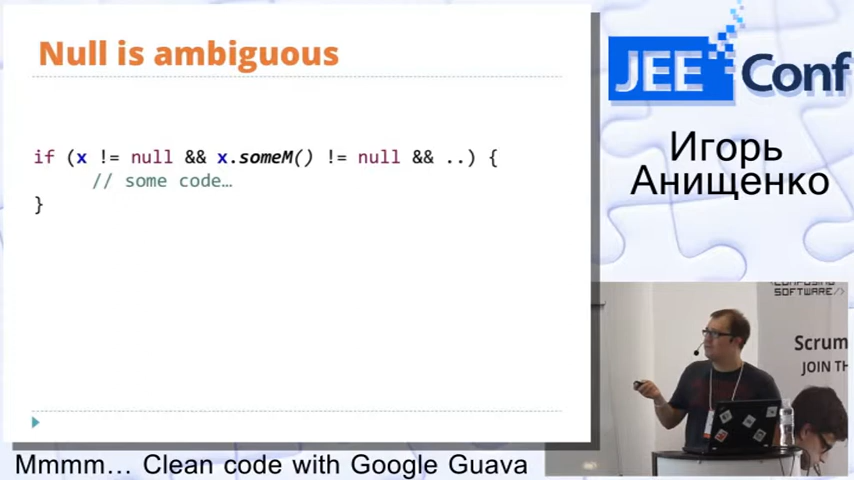 Null is ambiguous
if (x != null && x.someM() != null && ..) {
// some code…
}
JEE Conf
Игорь
Анищенко
SOFTWARE/>
Scrum
JOIN TH
Mmmm... Clean code with Google Guava